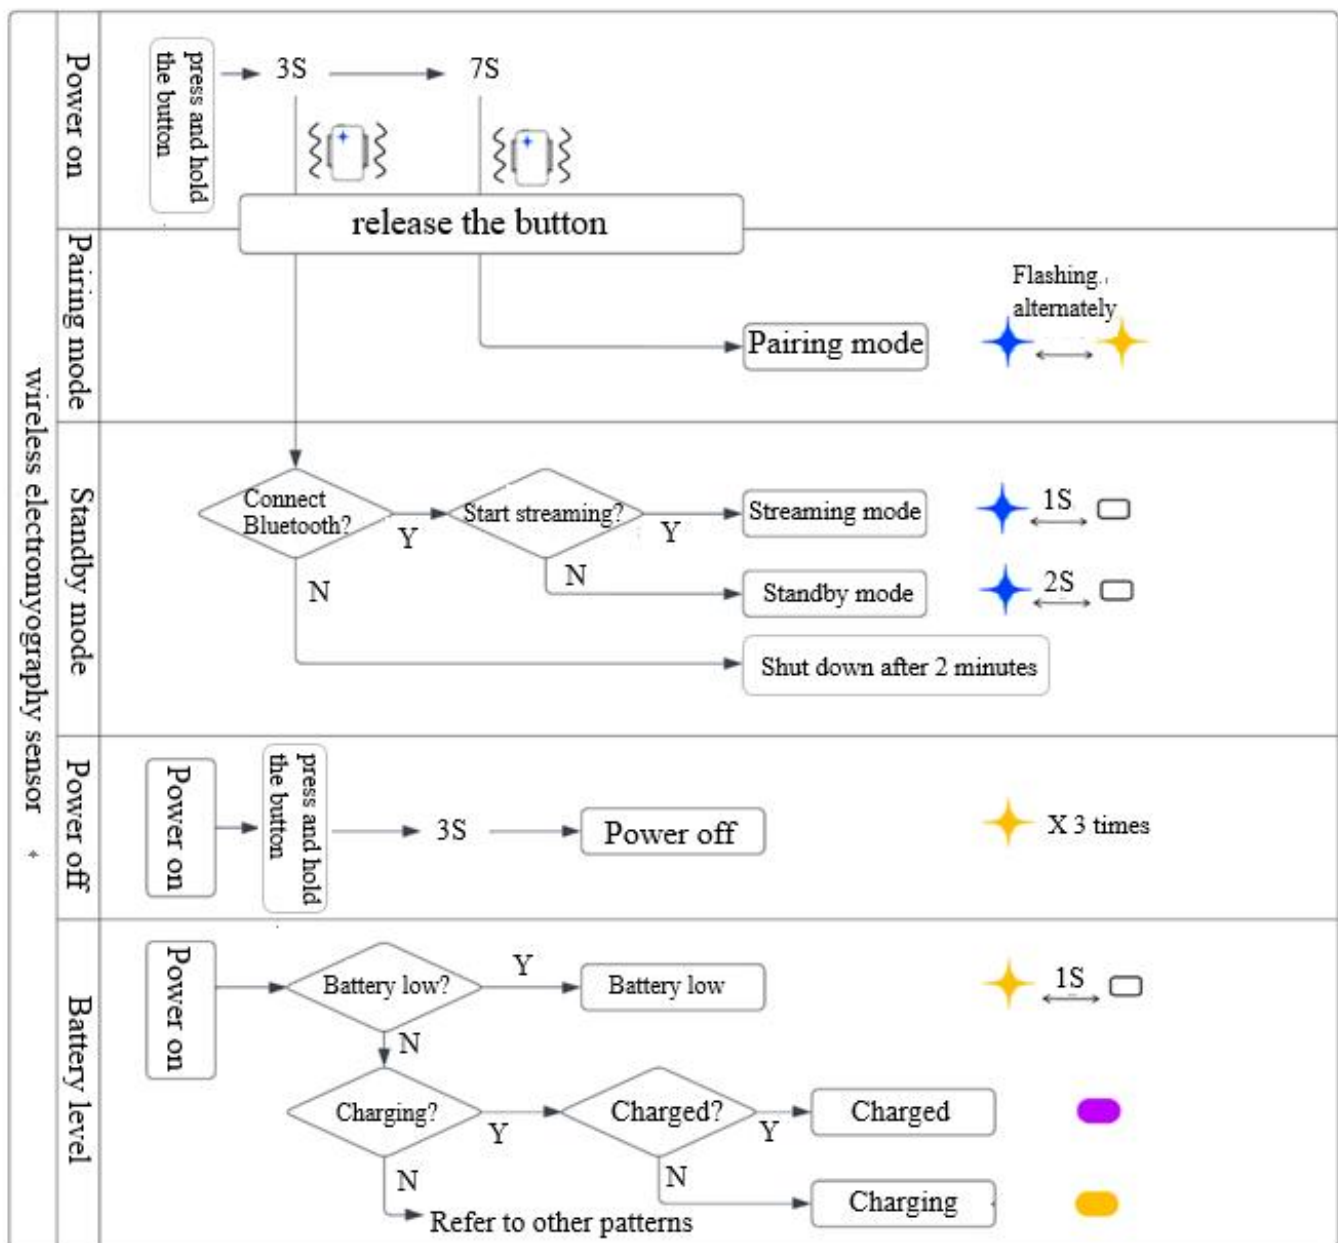 wireless electromyography sensor
Power on
press and hold
the button
3S
7S
release the button
Pairing mode
Pairing mode
Flashing..
alternately
Standby mode
Connect
Bluetooth?
Y
N
Start streaming?
Y
N
Streaming mode
1S
Standby mode
2S
Shut down after 2 minutes
Power off
Power on
press and hold
the button
3S
Power off
X 3 times
Battery level
Power on
Battery low?
Y
N
Battery low
1S
Charging?
Y
N
Charged?
Y
N
Charged
Charging
Refer to other patterns